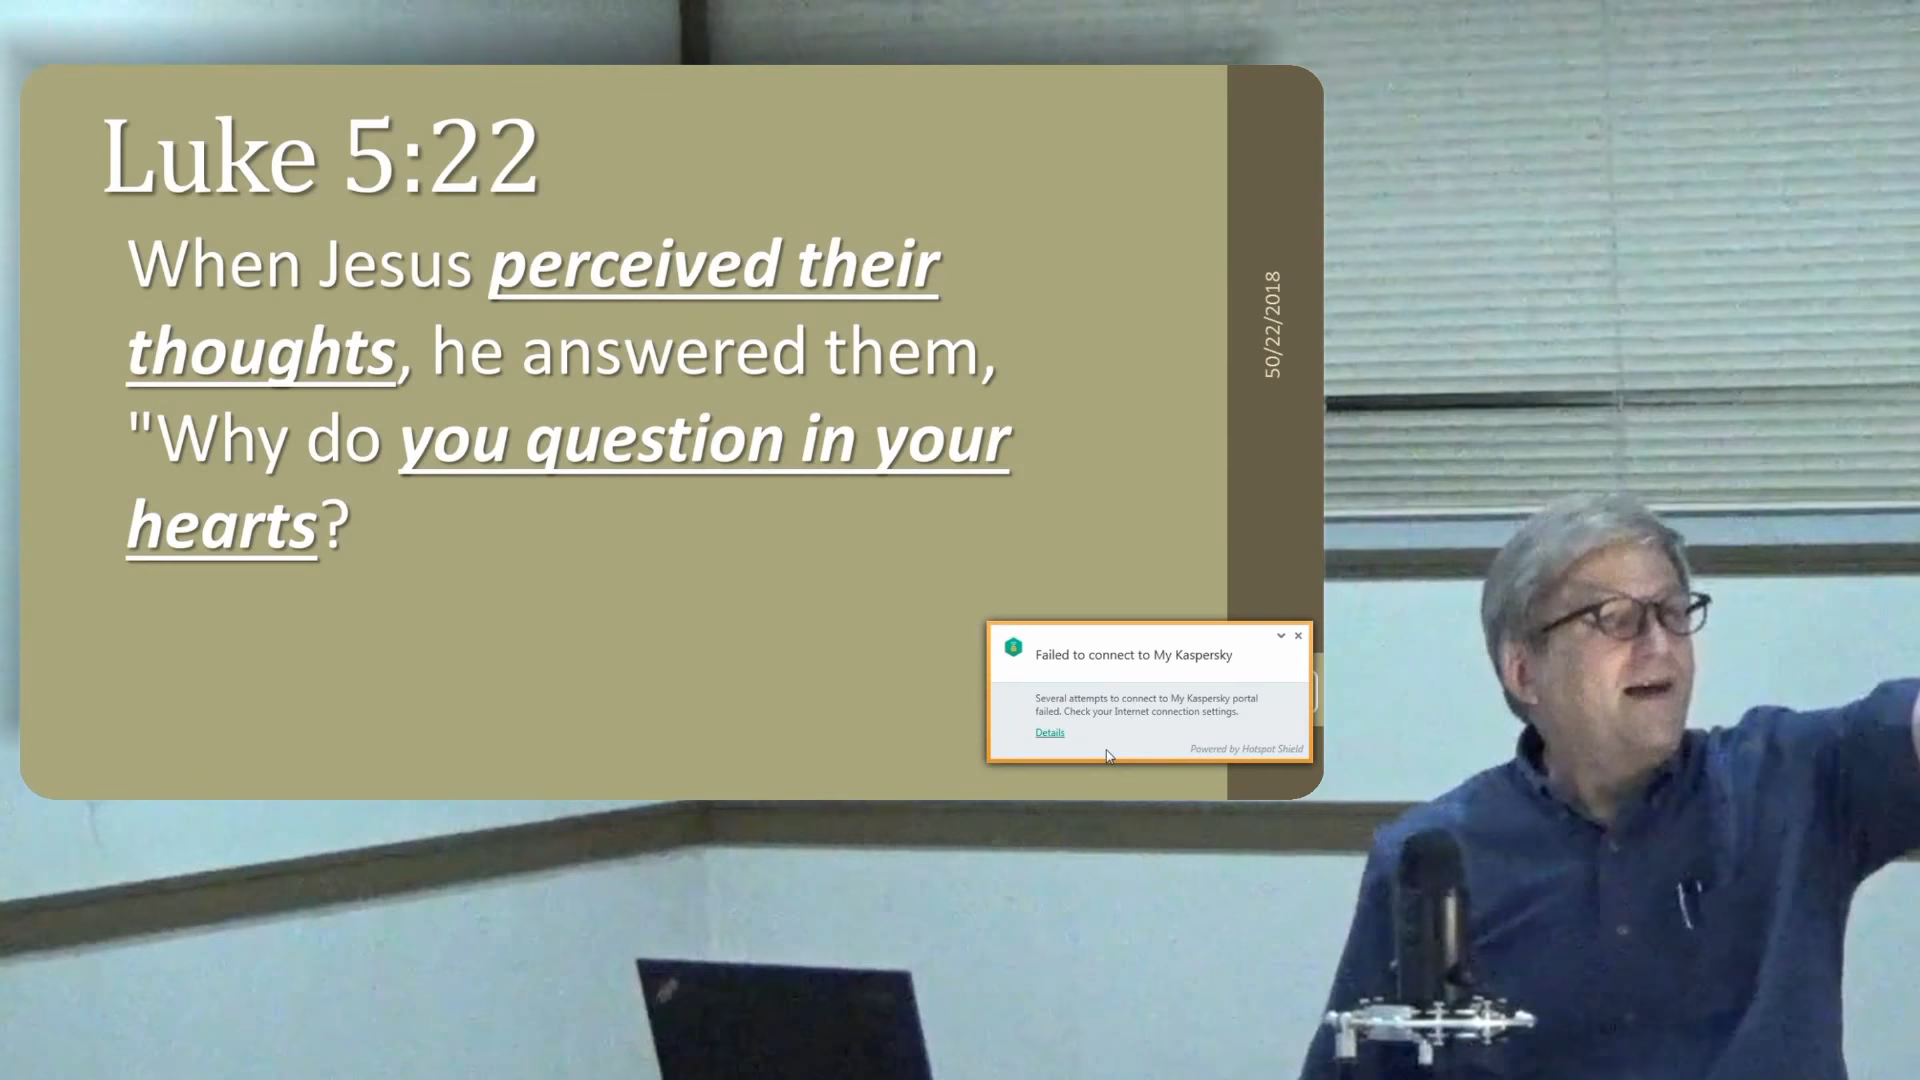 Luke 5:22
When Jesus perceived their
thoughts, he answered them,
"Why do you question in your
hearts?
50/22/2018
Failed to connect to My Kaspersky
Several attempts to connect to My Kaspersky portal
failed. Check your Internet connection settings.
Details
Powered by Hotspot Shield